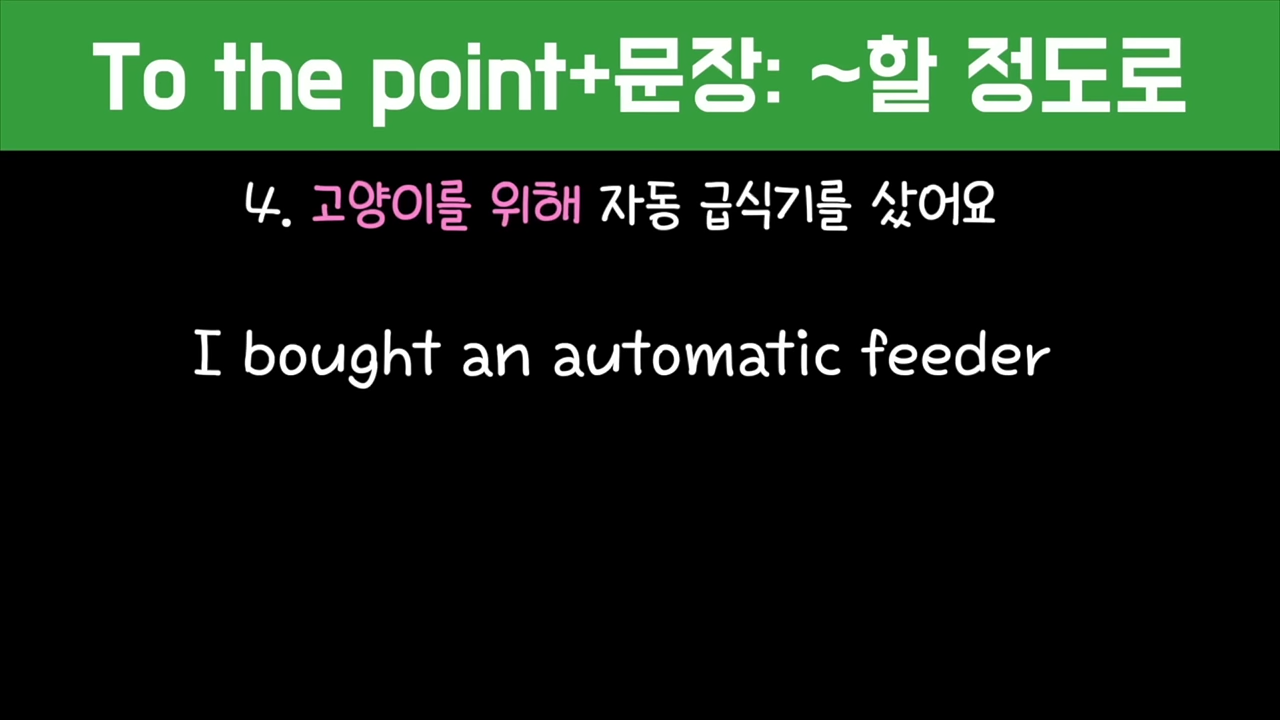 To the point+문장: ~할 정도로
4. 고양이를 위해 자동 급식기를 샀어요
I bought an automatic feeder